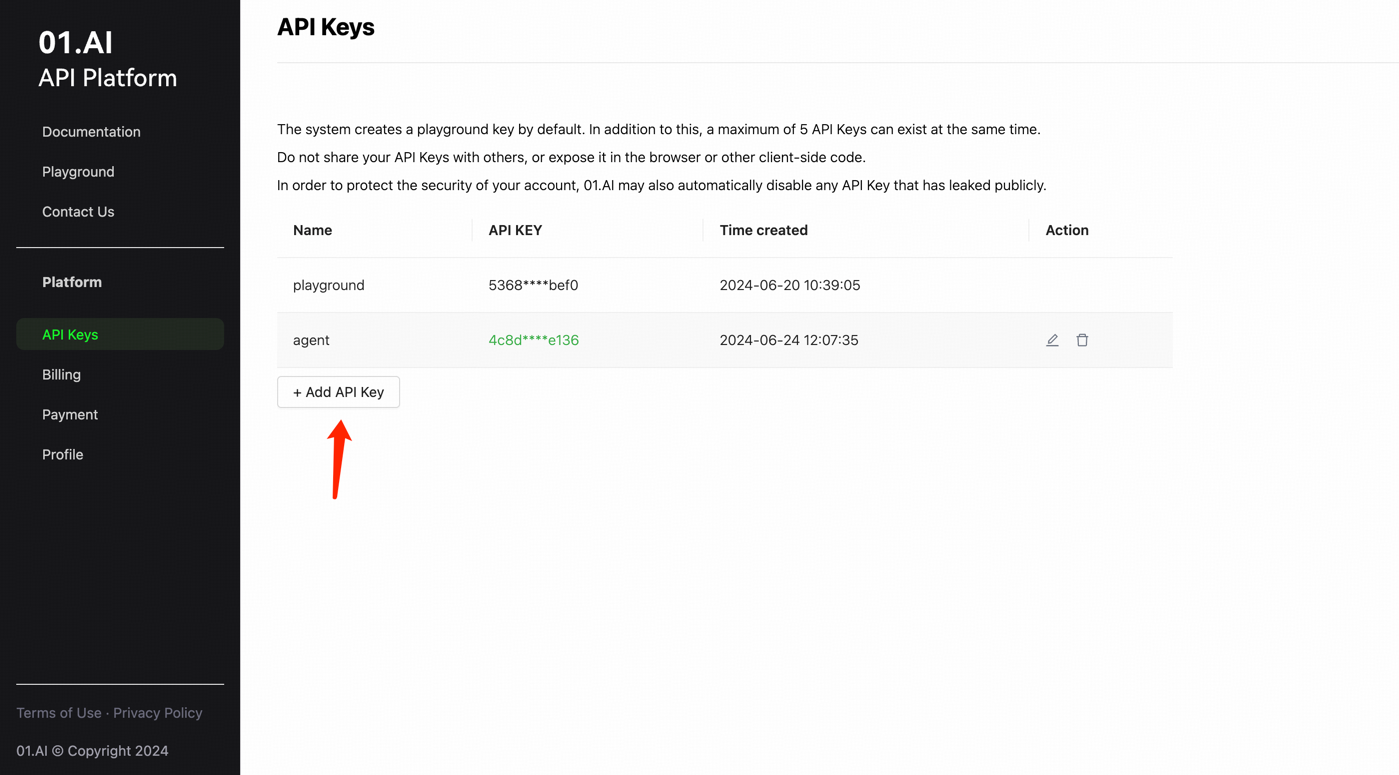 01.AI
API Platform
Documentation
Playground
Contact Us
Platform
API Keys
Billing
Payment
Profile
Terms of Use · Privacy Policy
01.AI © Copyright 2024
API Keys
The system creates a playground key by default. In addition to this, a maximum of 5 API Keys can exist at the same time.
Do not share your API Keys with others, or expose it in the browser or other client-side code.
In order to protect the security of your account, 01.AI may also automatically disable any API Key that has leaked publicly.
Name API KEY Time created Action
playground 5368****bef0 2024-06-20 10:39:05
agent 4c8d****e136 2024-06-24 12:07:35
+ Add API Key